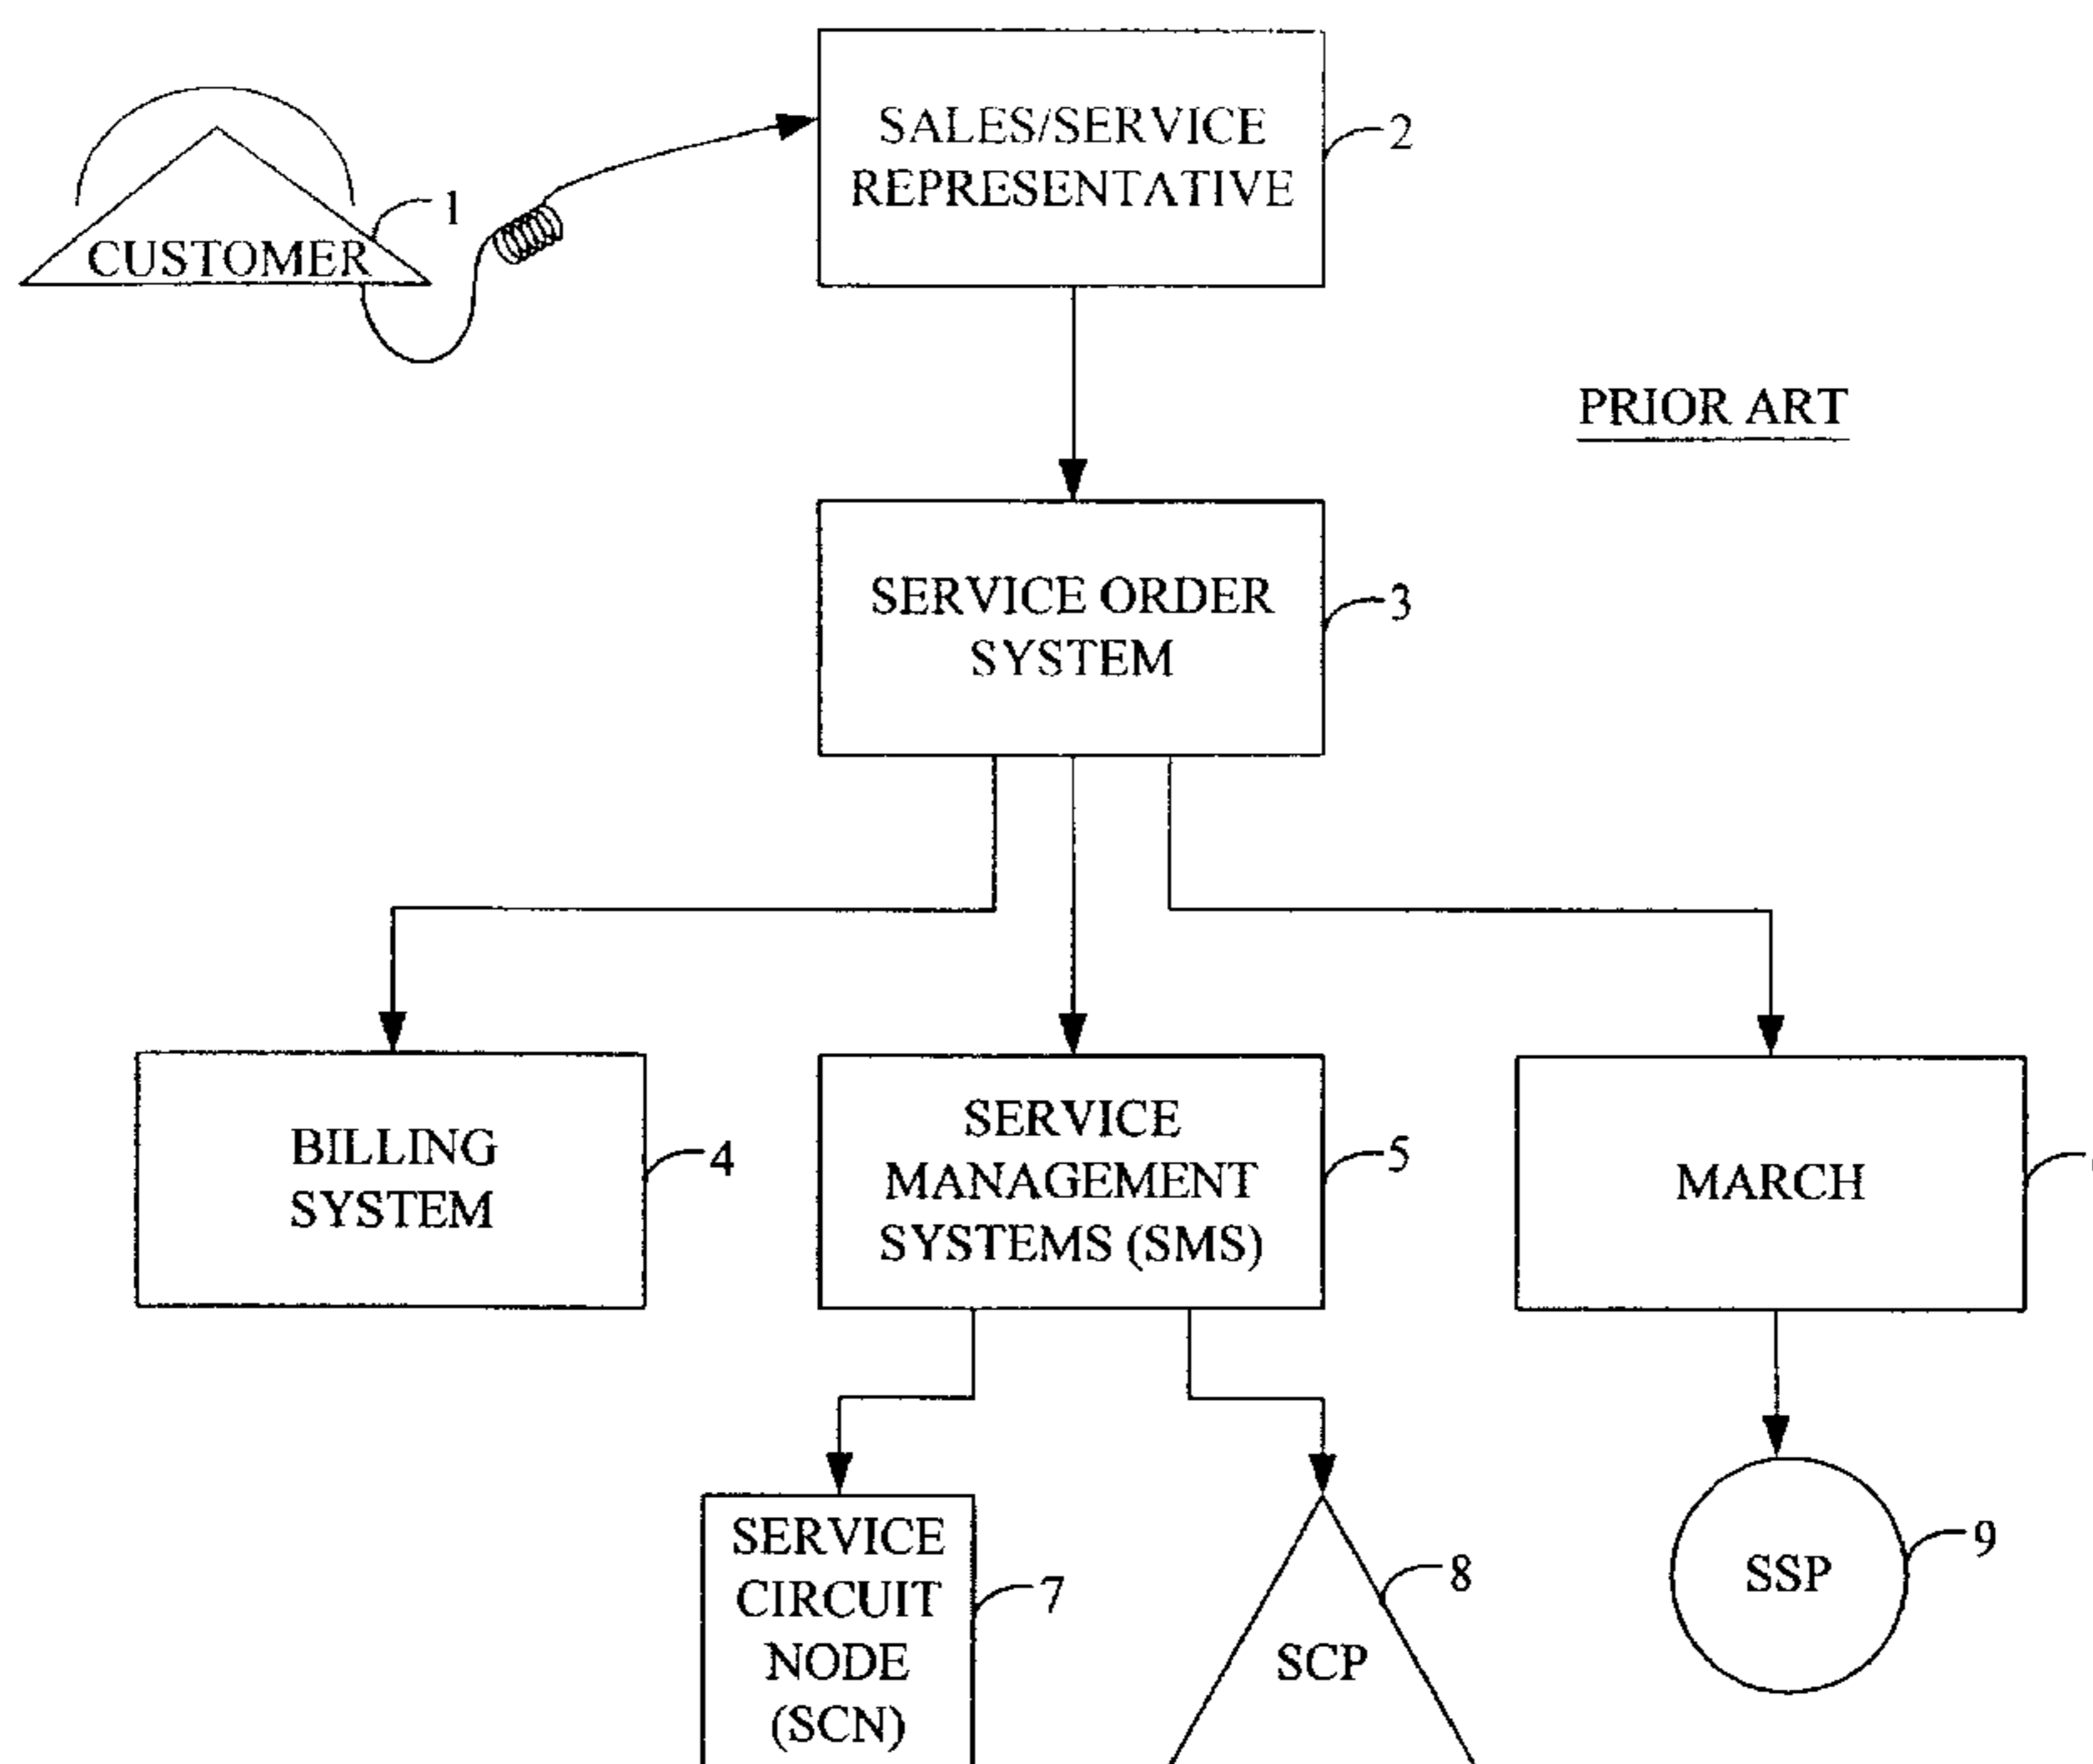 SALES/SERVICE
REPRESENTATIVE
2
1
CUSTOMER
PRIOR ART
SERVICE ORDER
SYSTEM
3
BILLING
SYSTEM
4
SERVICE
MANAGEMENT
SYSTEMS (SMS)
5
MARCH
SERVICE
CIRCUIT
NODE
(SCN)
7
SCP
8
SSP
9